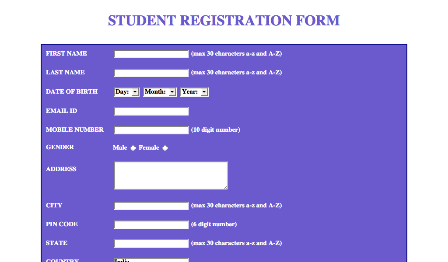 STUDENT REGISTRATION FORM
FIRST NAME (max 30 characters a-z and A-Z)
LAST NAME (max 30 characters a-z and A-Z)
DATE OF BIRTH Day: Month: Year:
EMAIL ID
MOBILE NUMBER (10 digit number)
GENDER Male Female
ADDRESS
CITY (max 30 characters a-z and A-Z)
PIN CODE (6 digit number)
STATE (max 30 characters a-z and A-Z)
COUNTRY India